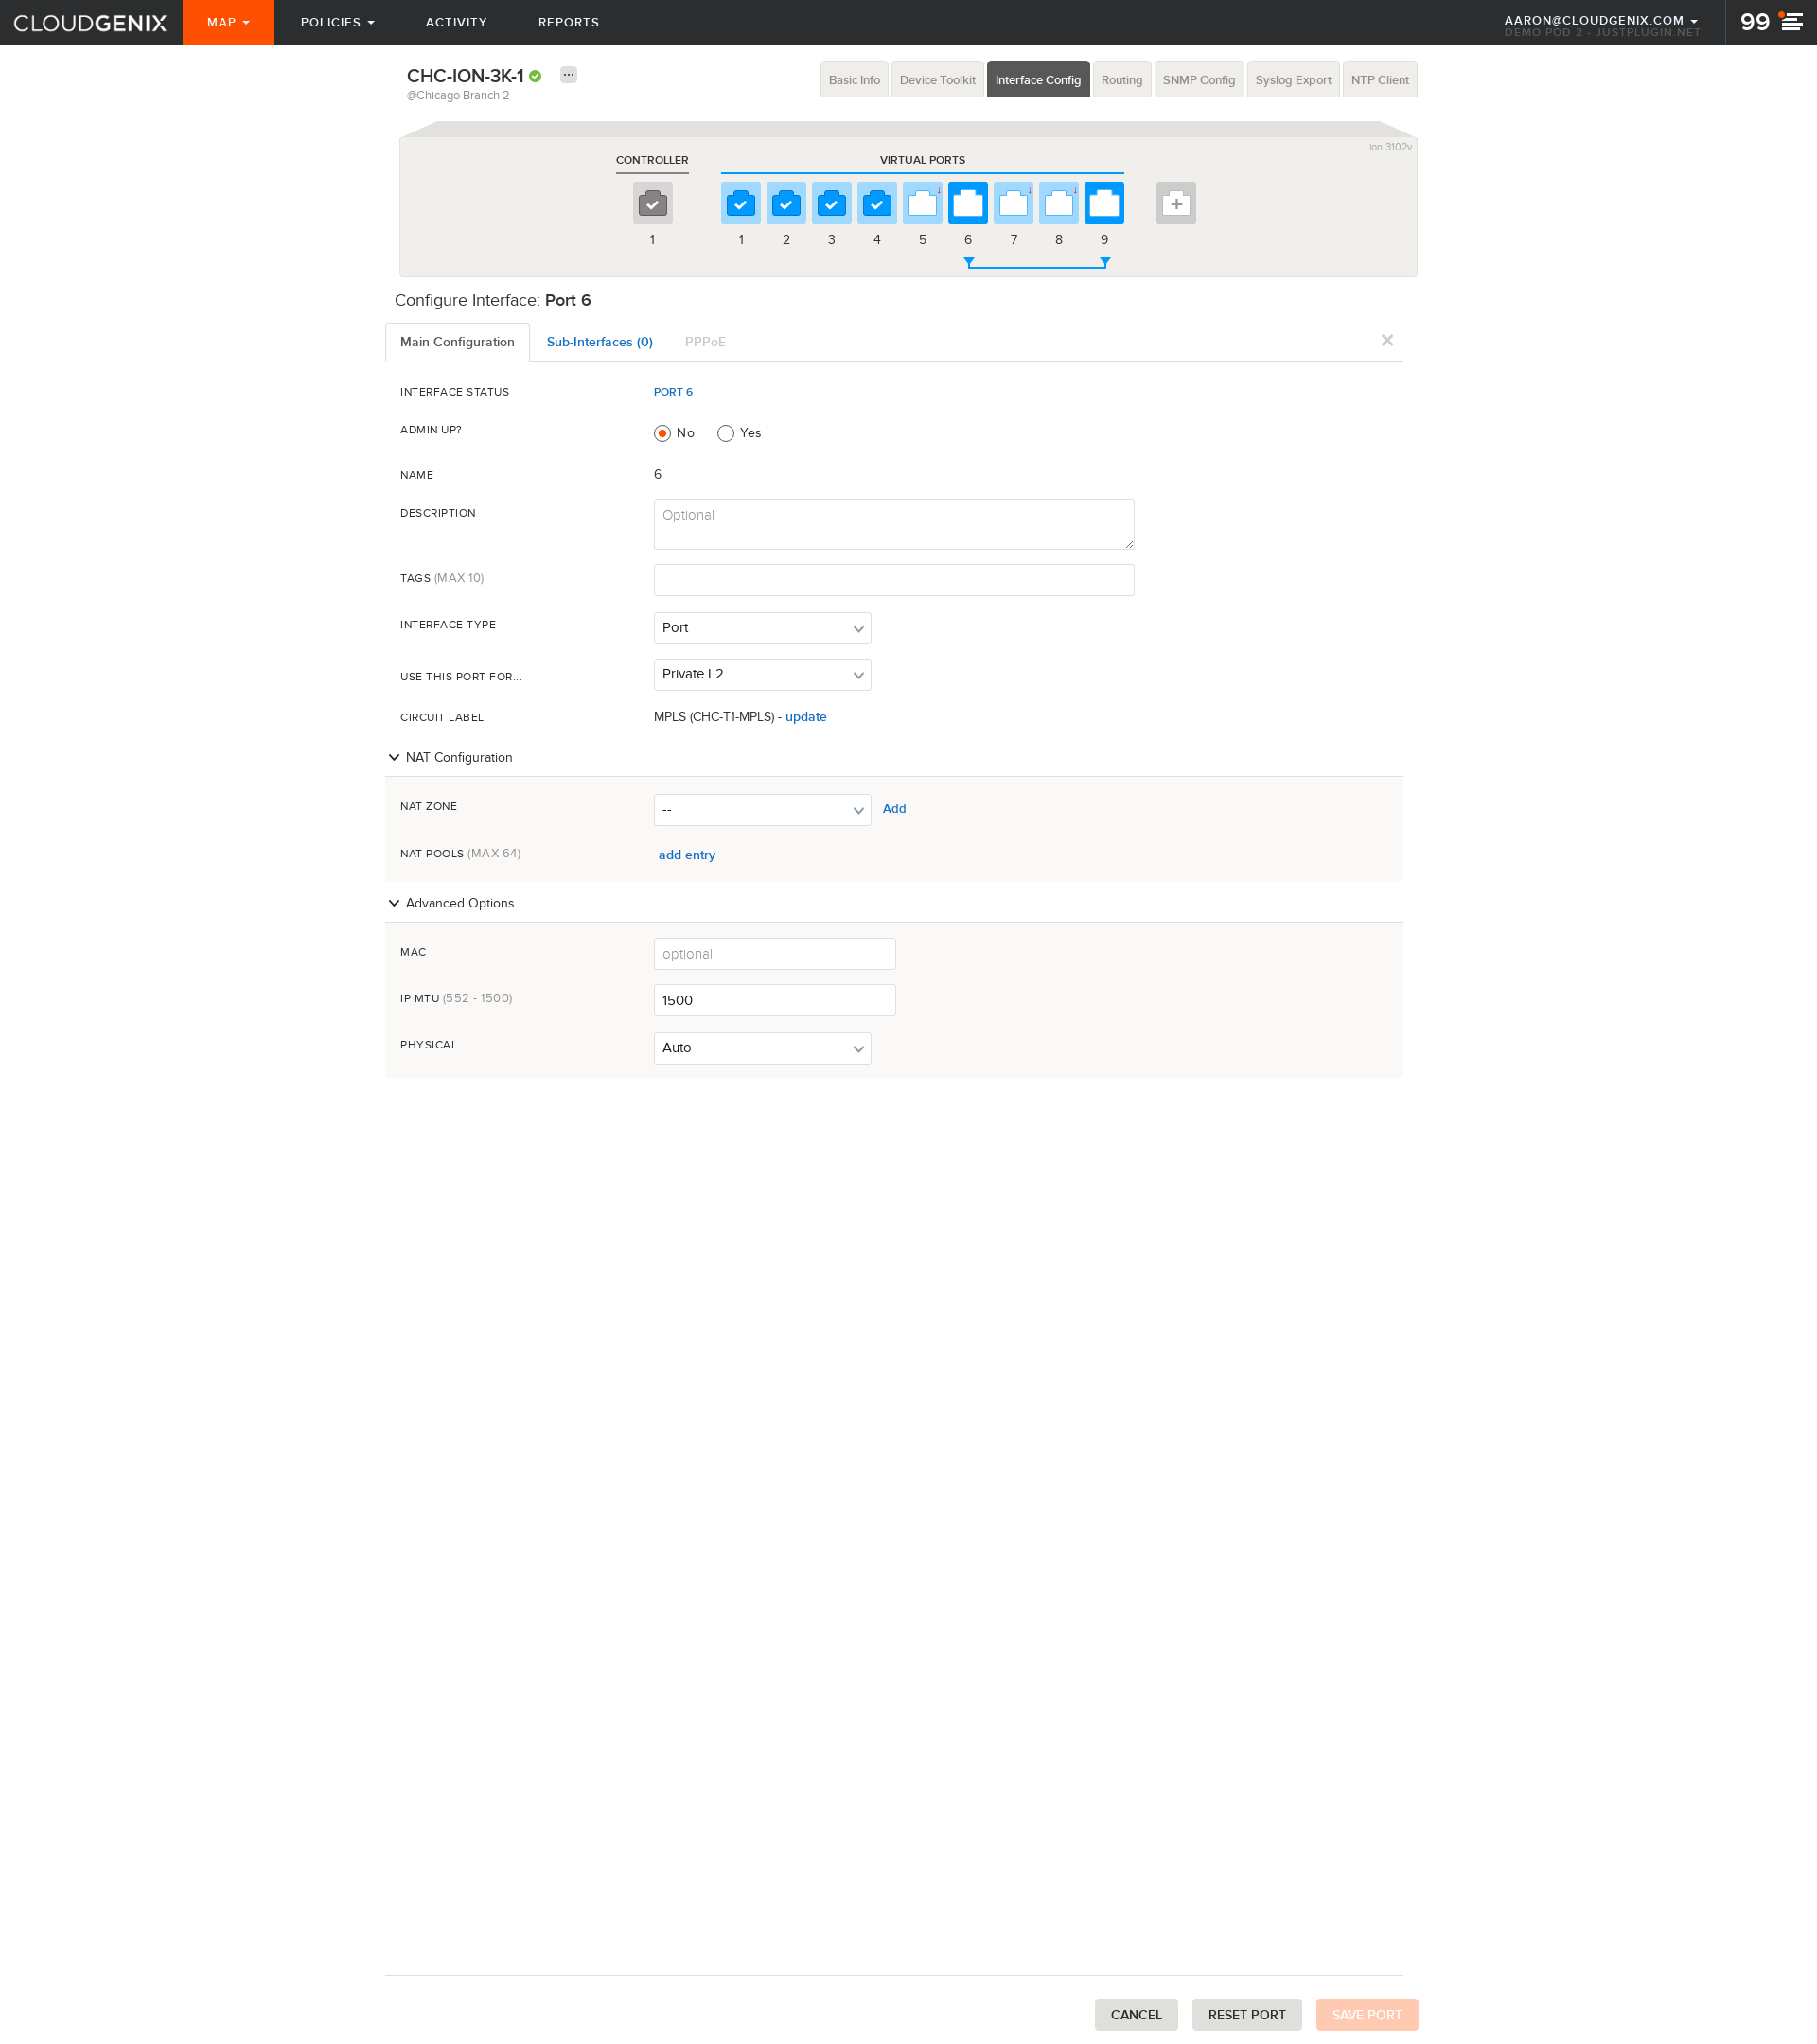 CLOUDGENIX MAP POLICIES ACTIVITY REPORTS AARON@CLOUDGENIX.COM 99
DEMO POD 2 - JUSTPLUGIN.NET
CHC-ION-3K-1 ...
@Chicago Branch 2
Basic Info Device Toolkit Interface Config Routing SNMP Config Syslog Export NTP Client
ion 3102v
CONTROLLER VIRTUAL PORTS
1 1 2 3 4 5 6 7 8 9
Configure Interface: Port 6
Main Configuration Sub-Interfaces (0) PPPoE
INTERFACE STATUS PORT 6
ADMIN UP? No Yes
NAME 6
DESCRIPTION Optional
TAGS (MAX 10)
INTERFACE TYPE Port
USE THIS PORT FOR... Private L2
CIRCUIT LABEL MPLS (CHC-T1-MPLS) - update
NAT Configuration
NAT ZONE -- Add
NAT POOLS (MAX 64) add entry
Advanced Options
MAC optional
IP MTU (552 - 1500) 1500
PHYSICAL Auto
CANCEL RESET PORT SAVE PORT